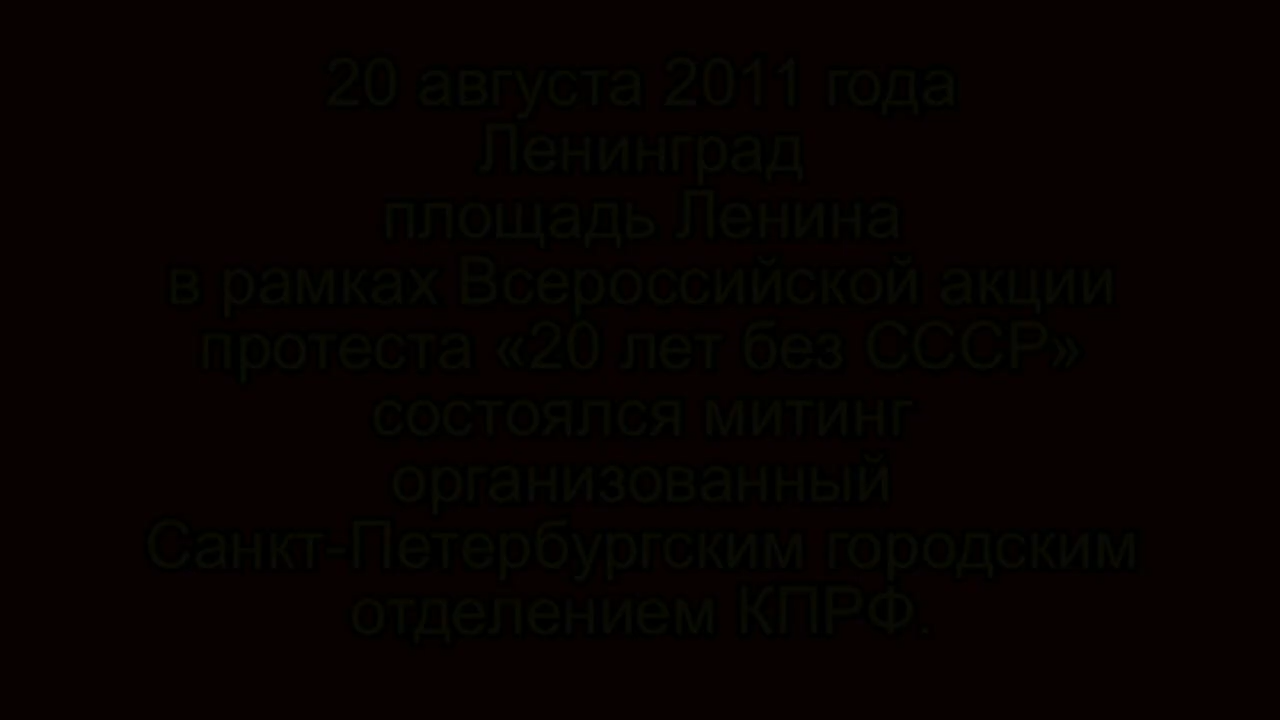 20 августа 2011 года
Ленинград
площадь Ленина
в рамках Всероссийской акции
протеста «20 лет без СССР»
состоялся митинг
организованный
Санкт-Петербургским городским
отделением КПРФ.